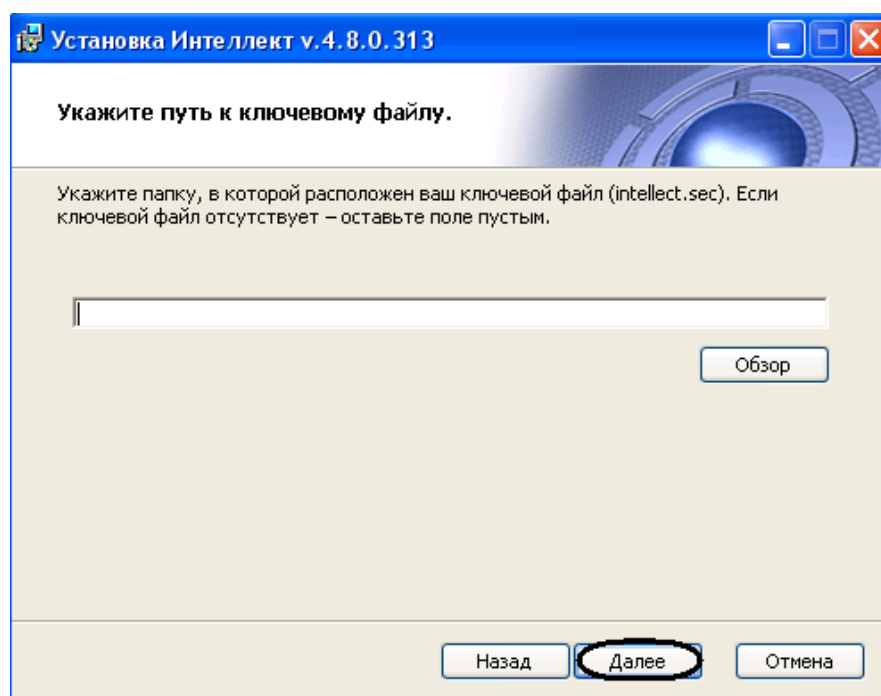 Установка Интеллект v.4.8.0.313
Укажите путь к ключевому файлу.
Укажите папку, в которой расположен ваш ключевой файл (intellect.sec). Если
ключевой файл отсутствует – оставьте поле пустым.
Обзор
Назад
Далее
Отмена